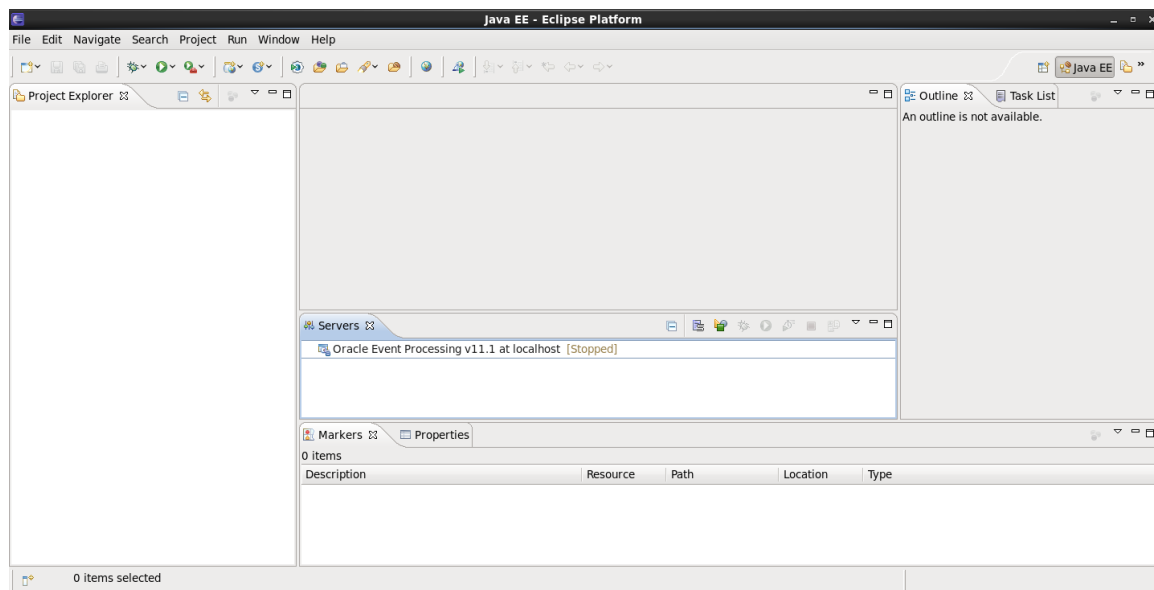 Java EE - Eclipse Platform
File Edit Navigate Search Project Run Window Help
Java EE
Project Explorer
Outline
Task List
An outline is not available.
Servers
Oracle Event Processing v11.1 at localhost [Stopped]
Markers
Properties
0 items
Description Resource Path Location Type
0 items selected